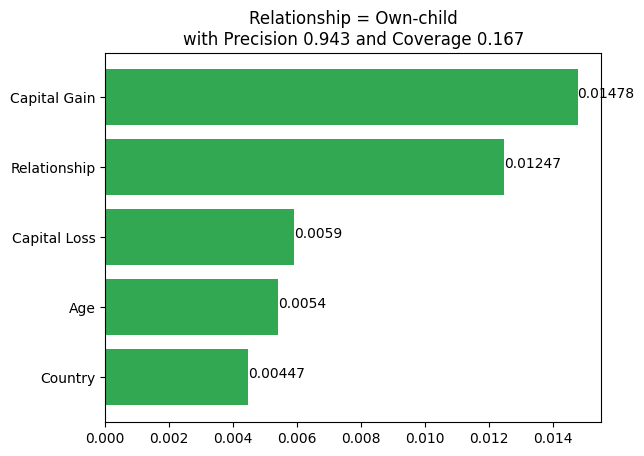 Relationship = Own-child
with Precision 0.943 and Coverage 0.167
Capital Gain 0.01478
Relationship 0.01247
Capital Loss 0.0059
Age 0.0054
Country 0.00447
0.000 0.002 0.004 0.006 0.008 0.010 0.012 0.014